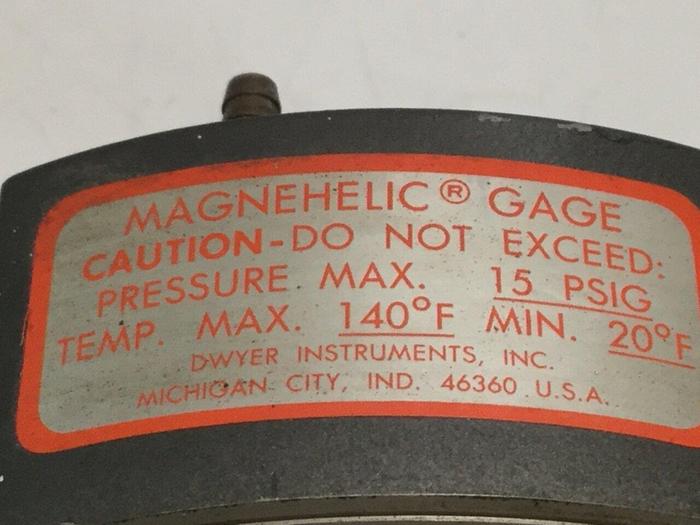 MAGNEHELIC® GAGE
CAUTION-DO NOT EXCEED:
PRESSURE MAX. 15 PSIG
TEMP. MAX. 140°F MIN. 20°F
DWYER INSTRUMENTS, INC.
MICHIGAN CITY, IND. 46360 U.S.A.